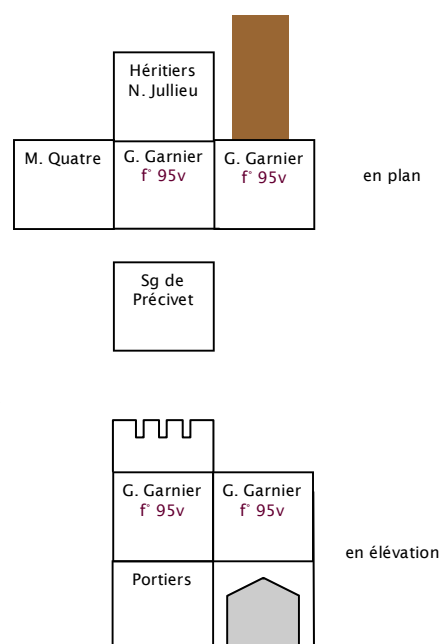 Héritiers
N. Jullieu
M. Quatre
G. Garnier
f° 95v
G. Garnier
f° 95v
en plan
Sg de
Précivet
G. Garnier
f° 95v
G. Garnier
f° 95v
en élévation
Portiers